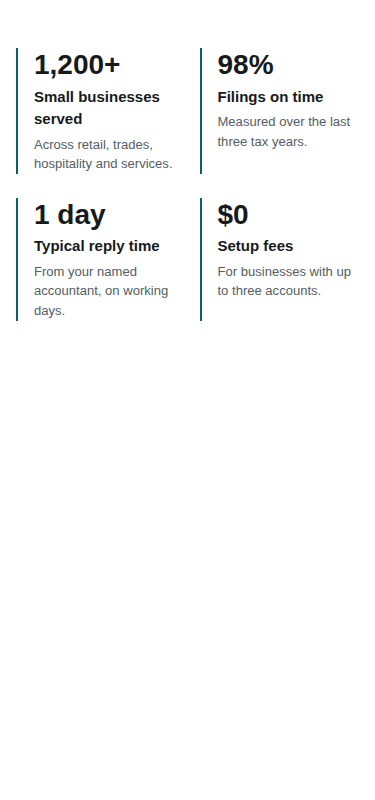 1,200+
Small businesses
served
Across retail, trades,
hospitality and services.
98%
Filings on time
Measured over the last
three tax years.
1 day
Typical reply time
From your named
accountant, on working
days.
$0
Setup fees
For businesses with up
to three accounts.